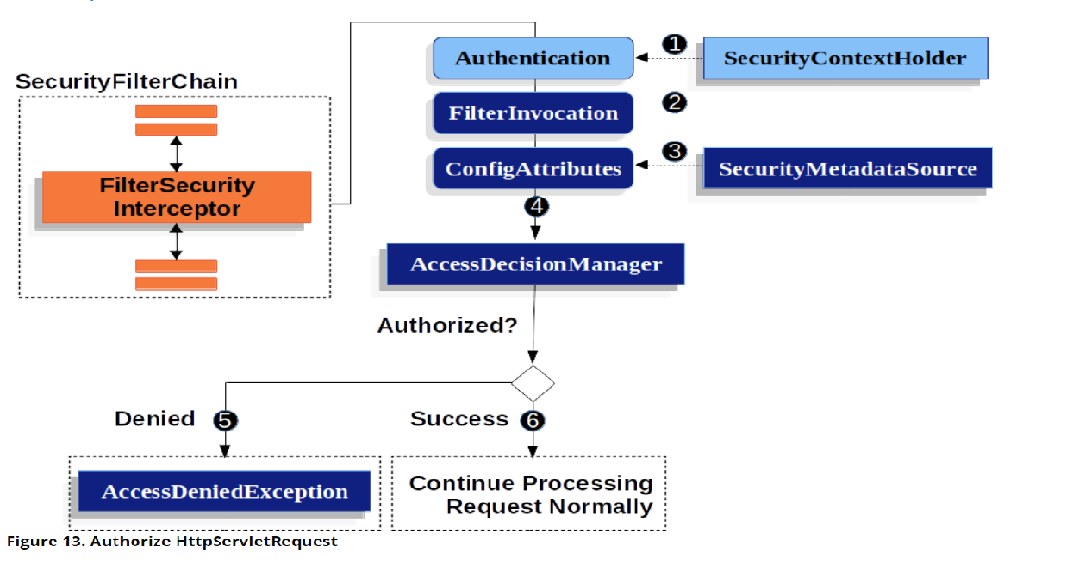 SecurityFilterChain
FilterSecurity
Interceptor
Authentication
1
SecurityContextHolder
FilterInvocation
2
ConfigAttributes
3
SecurityMetadataSource
4
AccessDecisionManager
Authorized?
Denied
5
Success
6
AccessDeniedException
Continue Processing
Request Normally
Figure 13. Authorize HttpServletRequest